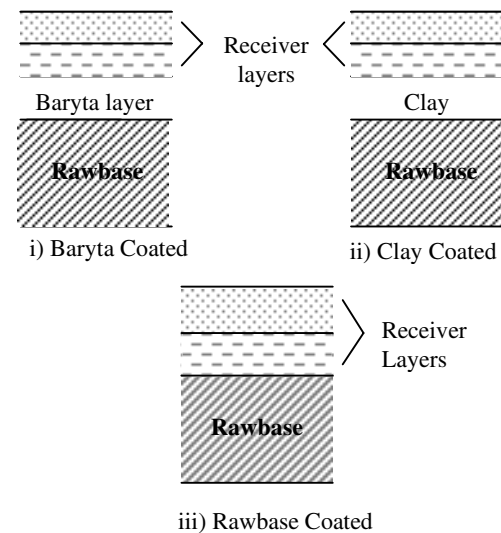 Receiver
layers
Baryta layer
Clay
Rawbase
Rawbase
i) Baryta Coated
ii) Clay Coated
Receiver
Layers
Rawbase
iii) Rawbase Coated